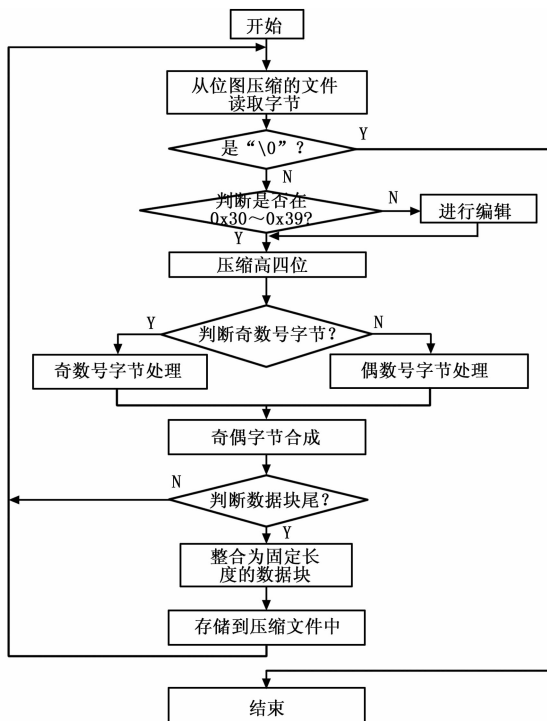 开始
从位图压缩的文件
读取字节
是“\0”？
Y
N
判断是否在
0x30～0x39?
N
进行编辑
Y
压缩高四位
Y
判断奇数号字节？
N
奇数号字节处理
偶数号字节处理
奇偶字节合成
N
判断数据块尾？
Y
整合为固定长
度的数据块
存储到压缩文件中
结束